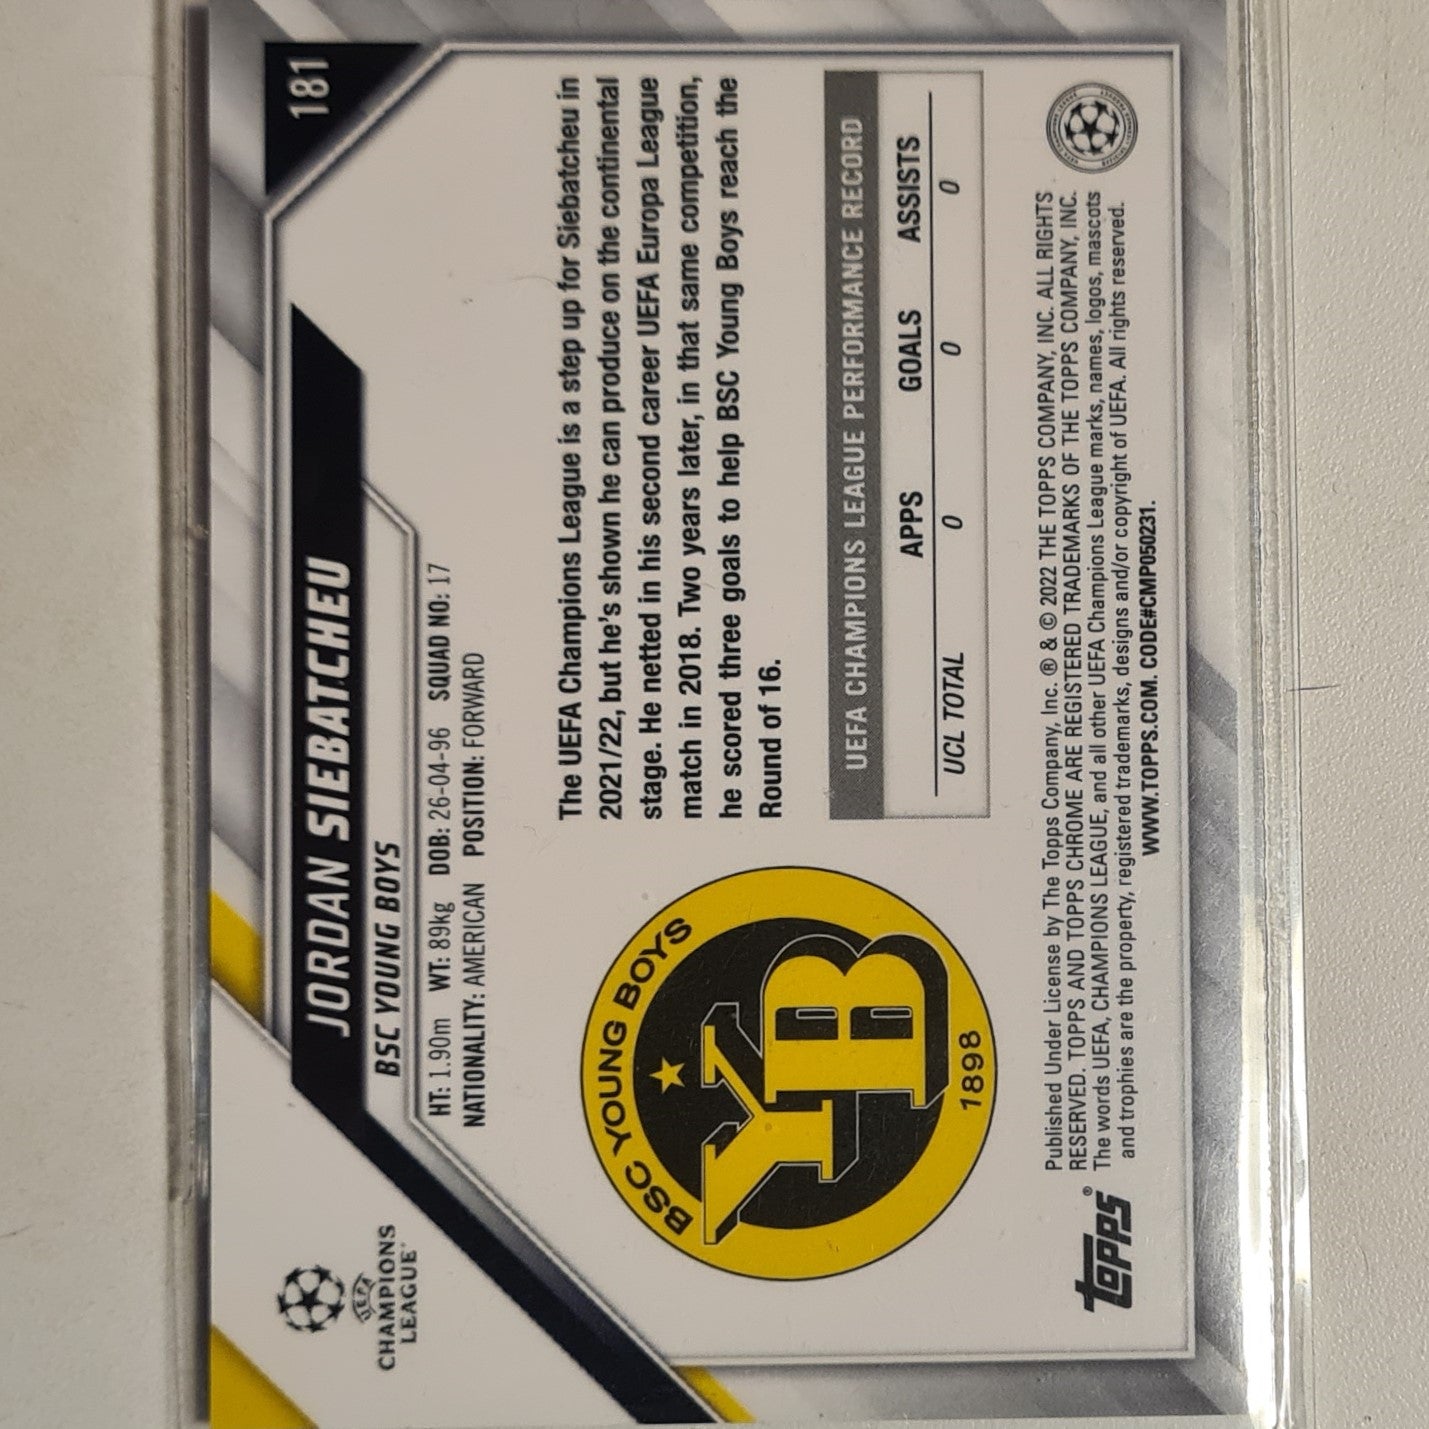 181
JORDAN SIEBATCHEU
BSC YOUNG BOYS
HT: 1.90m WT: 89kg DOB: 26-04-96 SQUAD NO: 17
NATIONALITY: AMERICAN POSITION: FORWARD
UEFA
CHAMPIONS
LEAGUE
The UEFA Champions League is a step up for Siebatcheu in
2021/22, but he's shown he can produce on the continental
stage. He netted in his second career UEFA Europa League
match in 2018. Two years later, in that same competition,
he scored three goals to help BSC Young Boys reach the
Round of 16.
BSC YOUNG BOYS
YB
1898
UEFA CHAMPIONS LEAGUE PERFORMANCE RECORD
APPS GOALS ASSISTS
UCL TOTAL 0 0 0
topps®
Published Under License by The Topps Company, Inc. ® & © 2022 THE TOPPS COMPANY, INC. ALL RIGHTS
RESERVED. TOPPS AND TOPPS CHROME ARE REGISTERED TRADEMARKS OF THE TOPPS COMPANY, INC.
The words UEFA, CHAMPIONS LEAGUE, and all other UEFA Champions League marks, names, logos, mascots
and trophies are the property, registered trademarks, designs and/or copyright of UEFA. All rights reserved.
WWW.TOPPS.COM. CODE#CMP050231.